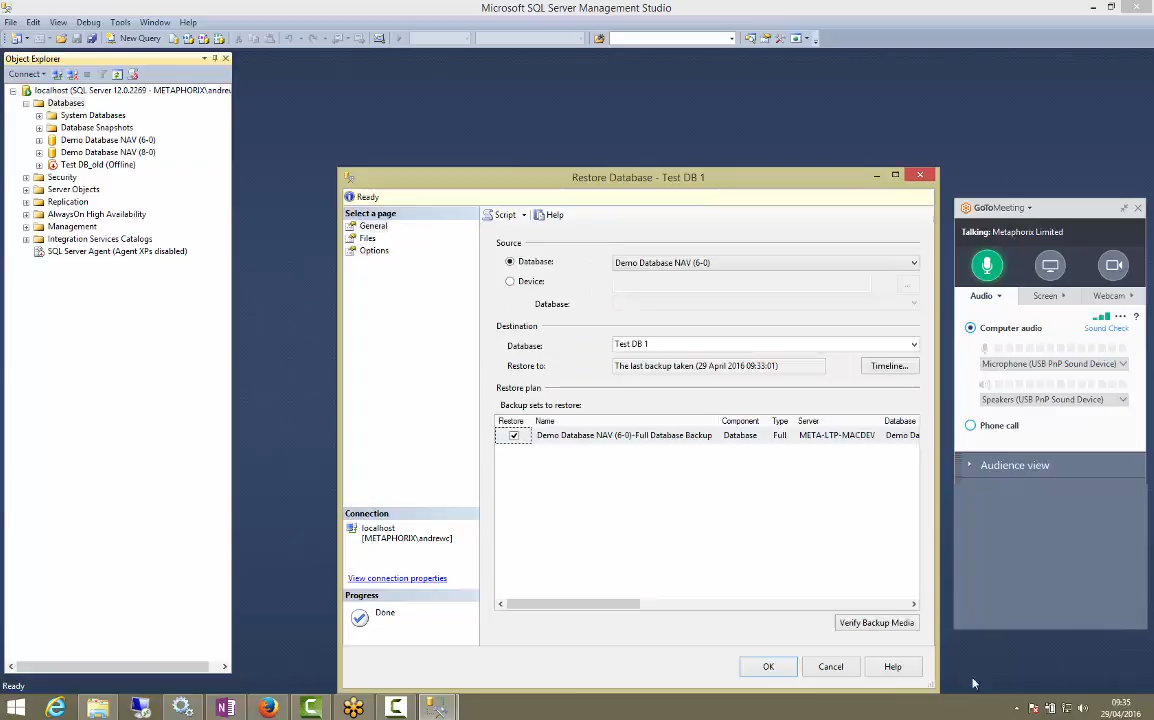 Microsoft SQL Server Management Studio
File Edit View Debug Tools Window Help
New Query
Object Explorer
Connect
localhost (SQL Server 12.0.2269 - METAPHORIX\andrew
Databases
System Databases
Database Snapshots
Demo Database NAV (6-0)
Demo Database NAV (8-0)
Test DB_old (Offline)
Security
Server Objects
Replication
AlwaysOn High Availability
Management
Integration Services Catalogs
SQL Server Agent (Agent XPs disabled)
Restore Database - Test DB 1
Ready
Select a page
General
Files
Options
Script Help
Source
Database: Demo Database NAV (6-0)
Device:
...
Database:
Destination
Database: Test DB 1
Restore to: The last backup taken (29 April 2016 09:33:01) Timeline...
Restore plan
Backup sets to restore:
Restore Name Component Type Server Database
Demo Database NAV (6-0)-Full Database Backup Database Full META-LTP-MACDEV Demo Da
Connection
localhost
[METAPHORIX\andrewc]
View connection properties
Progress
Done
Verify Backup Media
OK Cancel Help
GoToMeeting
Talking: Metaphorix Limited
Audio Screen Webcam
... ?
Computer audio Sound Check
Microphone (USB PnP Sound Device)
Speakers (USB PnP Sound Device)
Phone call
Audience view
Ready
09:35
29/04/2016